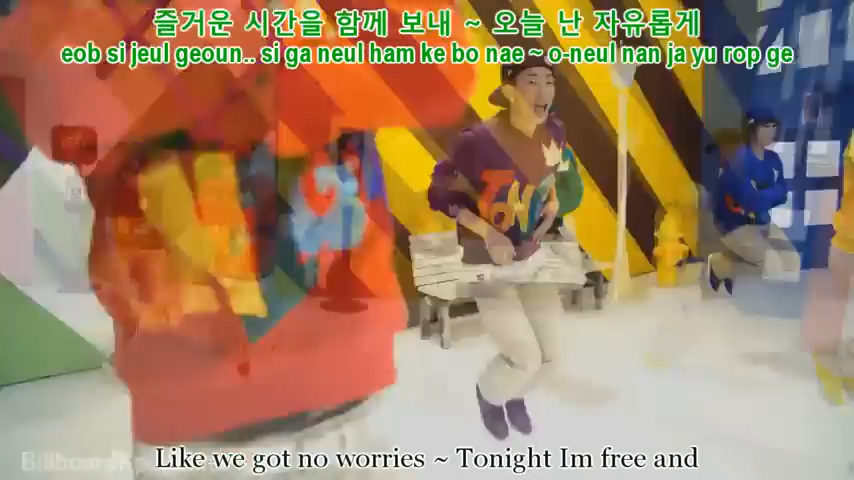 즐거운 시간을 함께 보내 ~ 오늘 난 자유롭게
eob si jeul geoun.. si ga neul ham ke bo nae ~ o-neul nan ja yu rop ge
Like we got no worries ~ Tonight Im free and